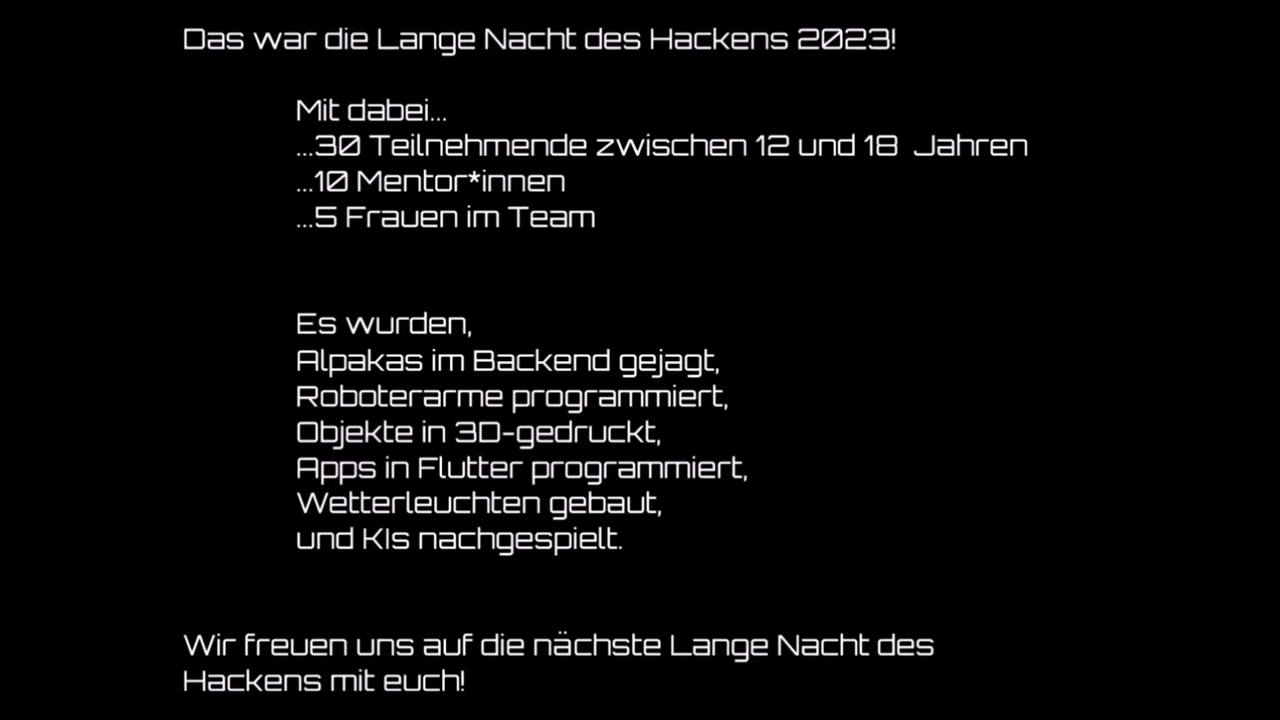 Das war die Lange Nacht des Hackens 2023!
Mit dabei...
...30 Teilnehmende zwischen 12 und 18 Jahren
...10 Mentor*innen
...5 Frauen im Team
Es wurden,
Alpakas im Backend gejagt,
Roboterarme programmiert,
Objekte in 3D-gedruckt,
Apps in Flutter programmiert,
Wetterleuchten gebaut,
und KIs nachgespielt.
Wir freuen uns auf die nächste Lange Nacht des
Hackens mit euch!